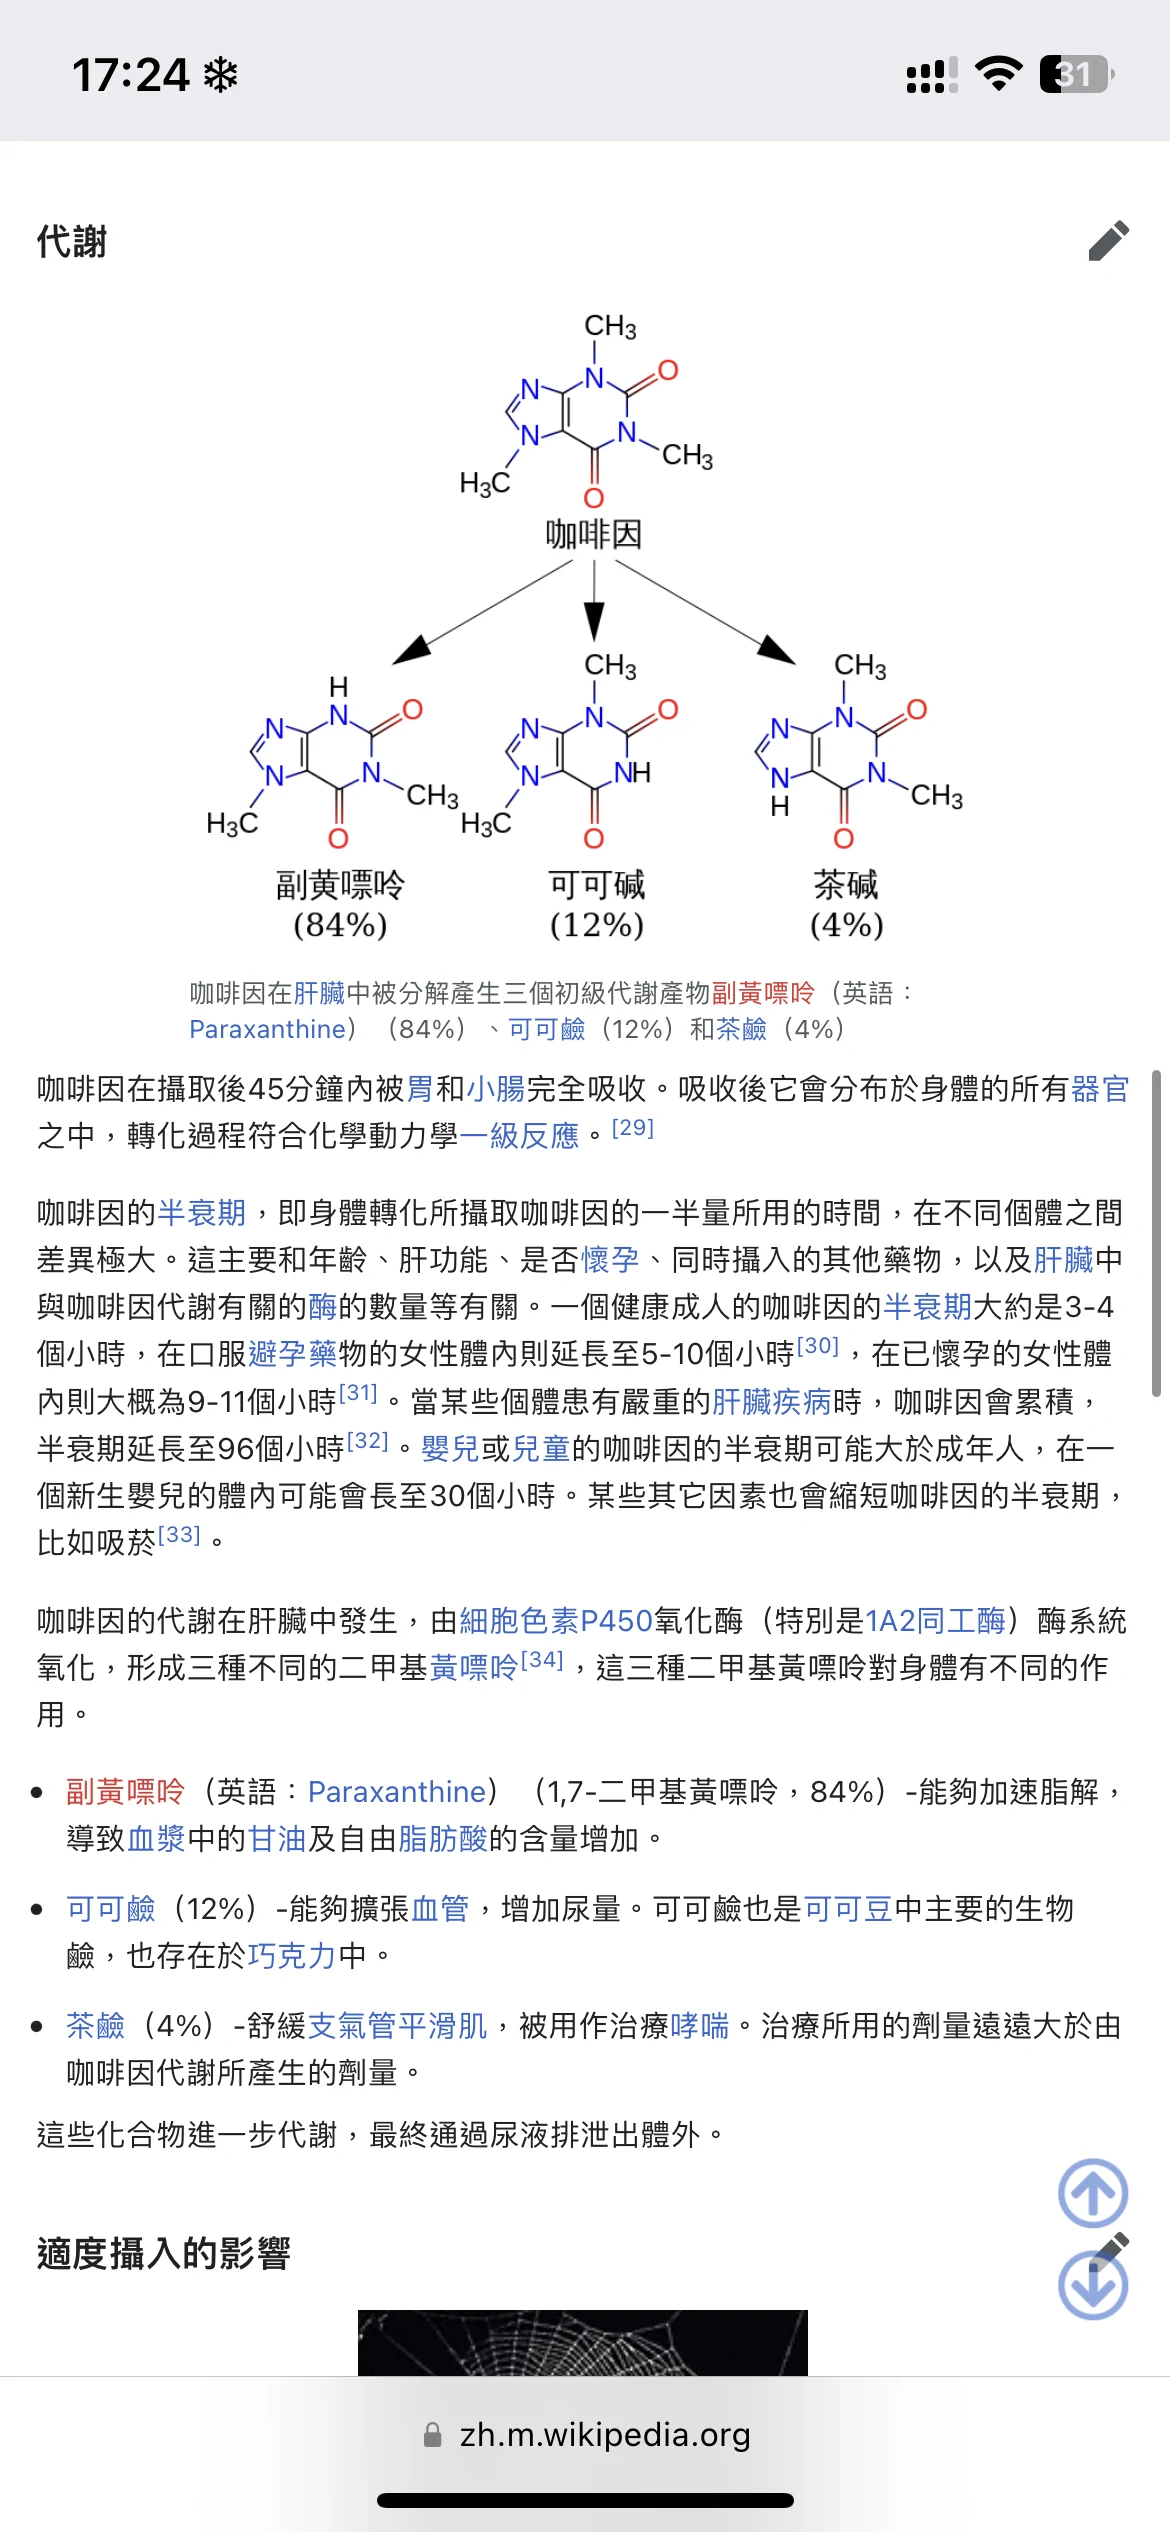 17:24
31
代謝
CH3
N
N
O
N
N
CH3
H3C
O
咖啡因
H
N
N
O
N
N
CH3
H3C
O
CH3
N
N
O
N
NH
H3C
O
CH3
N
N
O
N
H
N
CH3
O
副黄嘌呤
(84%)
可可碱
(12%)
茶碱
(4%)
咖啡因在肝臟中被分解產生三個初級代謝產物副黃嘌呤（英語：
Paraxanthine）（84%）、可可鹼（12%）和茶鹼（4%）
咖啡因在攝取後45分鐘內被胃和小腸完全吸收。吸收後它會分布於身體的所有器官
之中，轉化過程符合化學動力學一級反應。[29]
咖啡因的半衰期，即身體轉化所攝取咖啡因的一半量所用的時間，在不同個體之間
差異極大。這主要和年齡、肝功能、是否懷孕、同時攝入的其他藥物，以及肝臟中
與咖啡因代謝有關的酶的數量等有關。一個健康成人的咖啡因的半衰期大約是3-4
個小時，在口服避孕藥物的女性體內則延長至5-10個小時[30]，在已懷孕的女性體
內則大概為9-11個小時[31]。當某些個體患有嚴重的肝臟疾病時，咖啡因會累積，
半衰期延長至96個小時[32]。嬰兒或兒童的咖啡因的半衰期可能大於成年人，在一
個新生嬰兒的體內可能會長至30個小時。某些其它因素也會縮短咖啡因的半衰期，
比如吸菸[33]。
咖啡因的代謝在肝臟中發生，由細胞色素P450氧化酶（特別是1A2同工酶）酶系統
氧化，形成三種不同的二甲基黃嘌呤[34]，這三種二甲基黃嘌呤對身體有不同的作
用。
• 副黃嘌呤（英語：Paraxanthine）（1,7-二甲基黃嘌呤，84%）-能夠加速脂解，
導致血漿中的甘油及自由脂肪酸的含量增加。
• 可可鹼（12%）-能夠擴張血管，增加尿量。可可鹼也是可可豆中主要的生物
鹼，也存在於巧克力中。
• 茶鹼（4%）-舒緩支氣管平滑肌，被用作治療哮喘。治療所用的劑量遠遠大於由
咖啡因代謝所產生的劑量。
這些化合物進一步代謝，最終通過尿液排泄出體外。
適度攝入的影響
zh.m.wikipedia.org